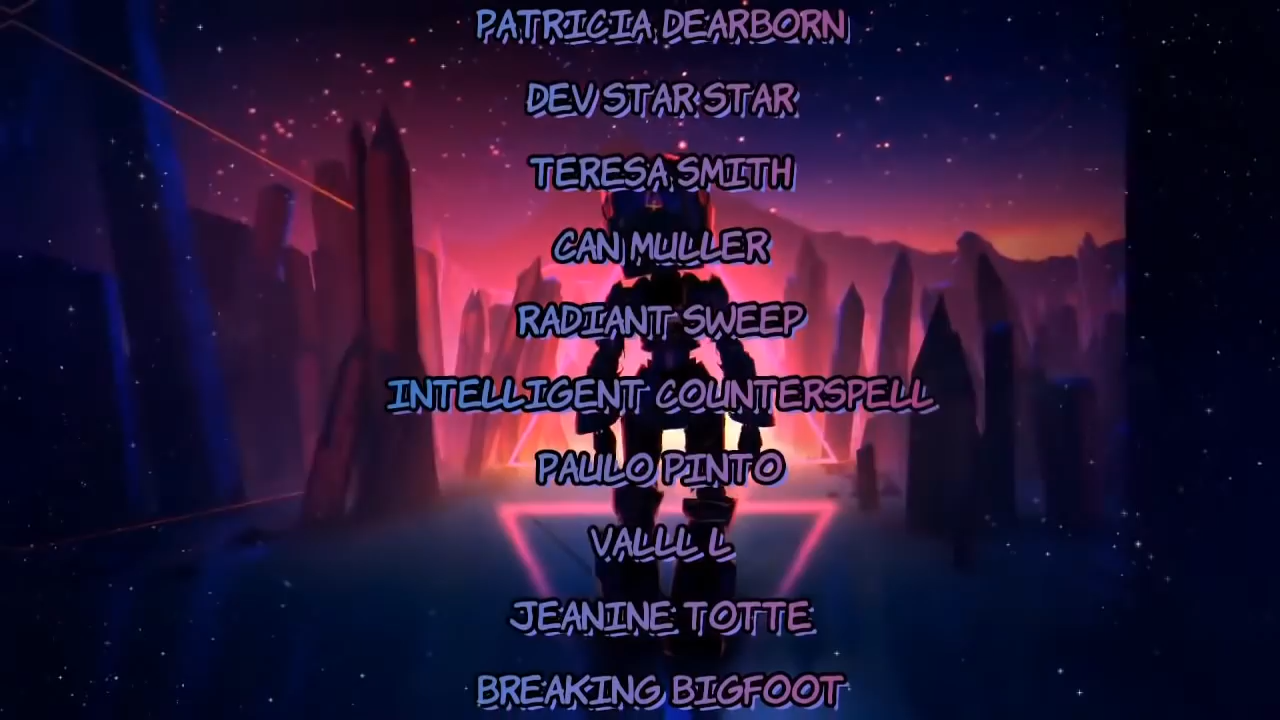 PATRICIA DEARBORN
DEV STAR STAR
TERESA SMITH
CAN MULLER
RADIANT SWEEP
INTELLIGENT COUNTERSPELL
PAULO PINTO
VALLL L
JEANINE TOTTE
BREAKING BIGFOOT